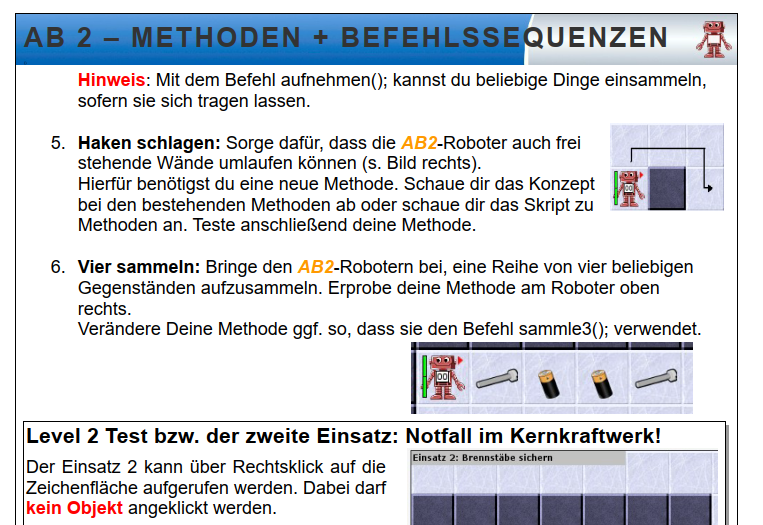 AB 2 – METHODEN + BEFEHLSSEQUENZEN
Hinweis: Mit dem Befehl aufnehmen(); kannst du beliebige Dinge einsammeln,
sofern sie sich tragen lassen.
5. Haken schlagen: Sorge dafür, dass die AB2-Roboter auch frei
stehende Wände umlaufen können (s. Bild rechts).
Hierfür benötigst du eine neue Methode. Schaue dir das Konzept
bei den bestehenden Methoden ab oder schaue dir das Skript zu
Methoden an. Teste anschließend deine Methode.
6. Vier sammeln: Bringe den AB2-Robotern bei, eine Reihe von vier beliebigen
Gegenständen aufzusammeln. Erprobe deine Methode am Roboter oben
rechts.
Verändere Deine Methode ggf. so, dass sie den Befehl sammle3(); verwendet.
Level 2 Test bzw. der zweite Einsatz: Notfall im Kernkraftwerk!
Der Einsatz 2 kann über Rechtsklick auf die
Zeichenfläche aufgerufen werden. Dabei darf
kein Objekt angeklickt werden.
Einsatz 2: Brennstäbe sichern